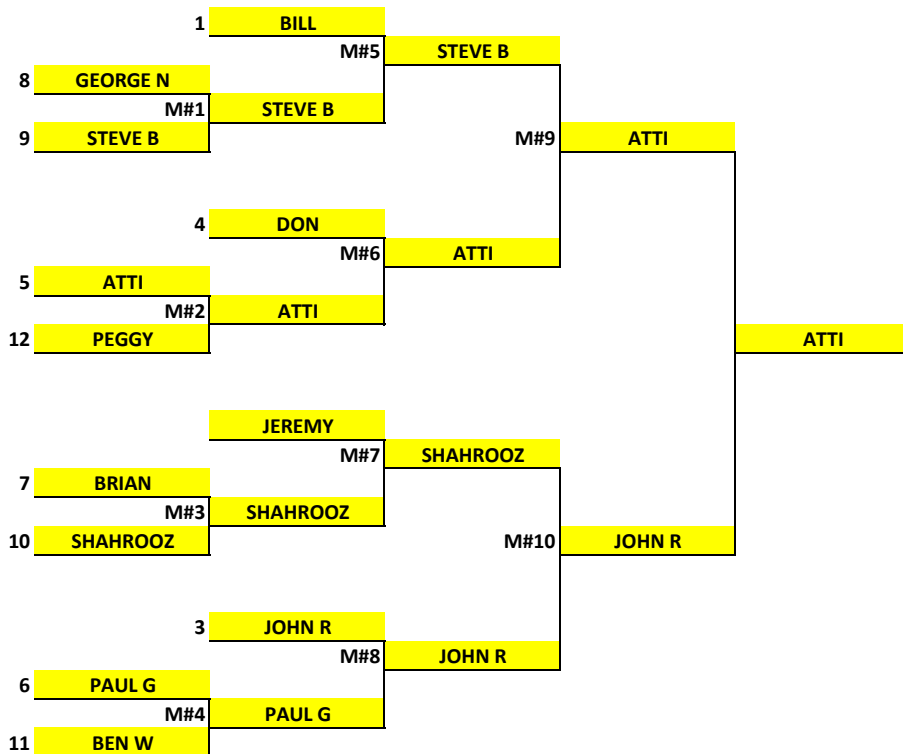 1 BILL
M#5 STEVE B
8 GEORGE N
M#1 STEVE B
9 STEVE B
M#9 ATTI
4 DON
M#6 ATTI
5 ATTI
M#2 ATTI
12 PEGGY
ATTI
JEREMY
M#7 SHAHROOZ
7 BRIAN
M#3 SHAHROOZ
10 SHAHROOZ
M#10 JOHN R
3 JOHN R
M#8 JOHN R
6 PAUL G
M#4 PAUL G
11 BEN W